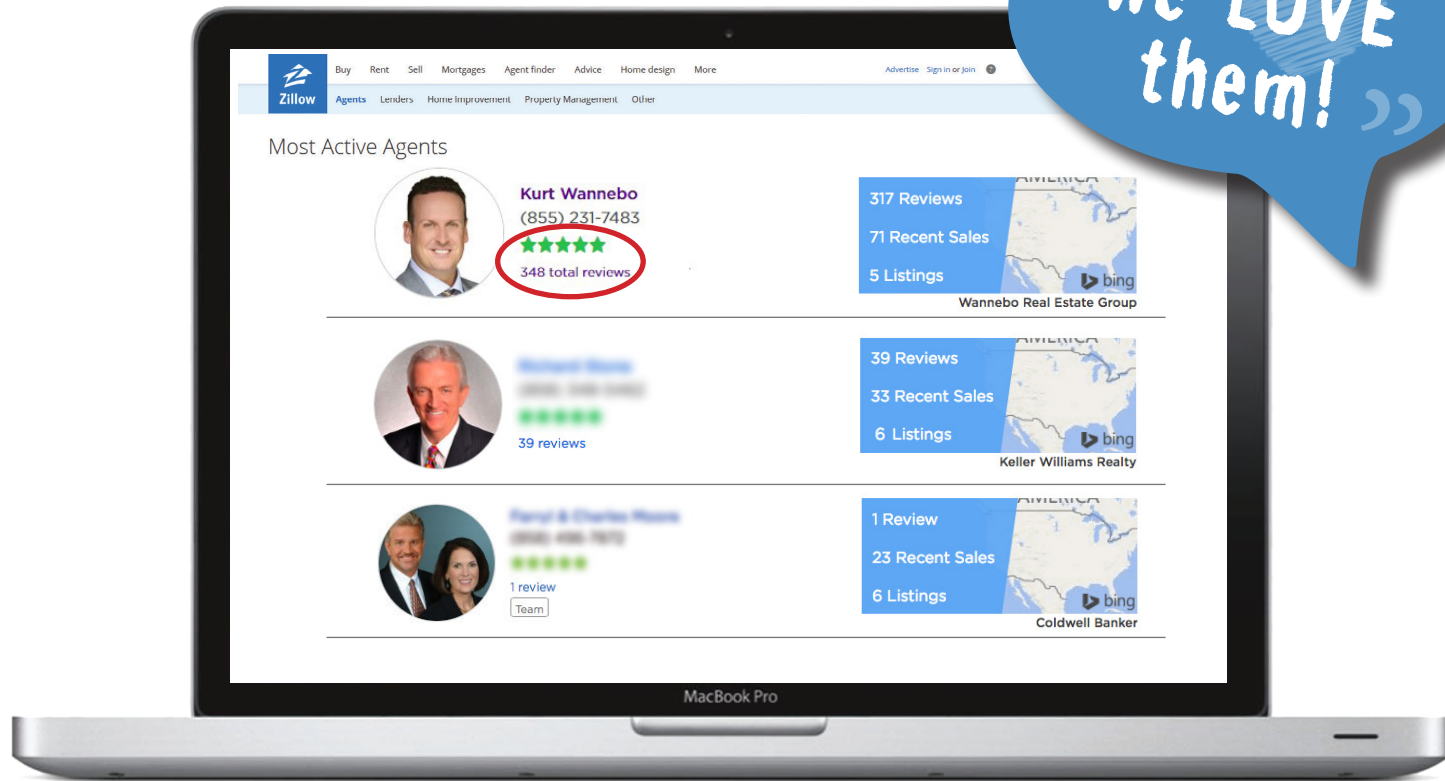 we LOVE
them!
”
Zillow
Buy Rent Sell Mortgages Agent finder Advice Home design More
Advertise Sign in or Join ?
Agents Lenders Home Improvement Property Management Other
Most Active Agents
Kurt Wannebo
(855) 231-7483
348 total reviews
317 Reviews
71 Recent Sales
5 Listings
AMERICA
bing
Wannebo Real Estate Group
39 reviews
39 Reviews
33 Recent Sales
6 Listings
AMERICA
bing
Keller Williams Realty
1 review
Team
1 Review
23 Recent Sales
6 Listings
AMERICA
bing
Coldwell Banker
MacBook Pro